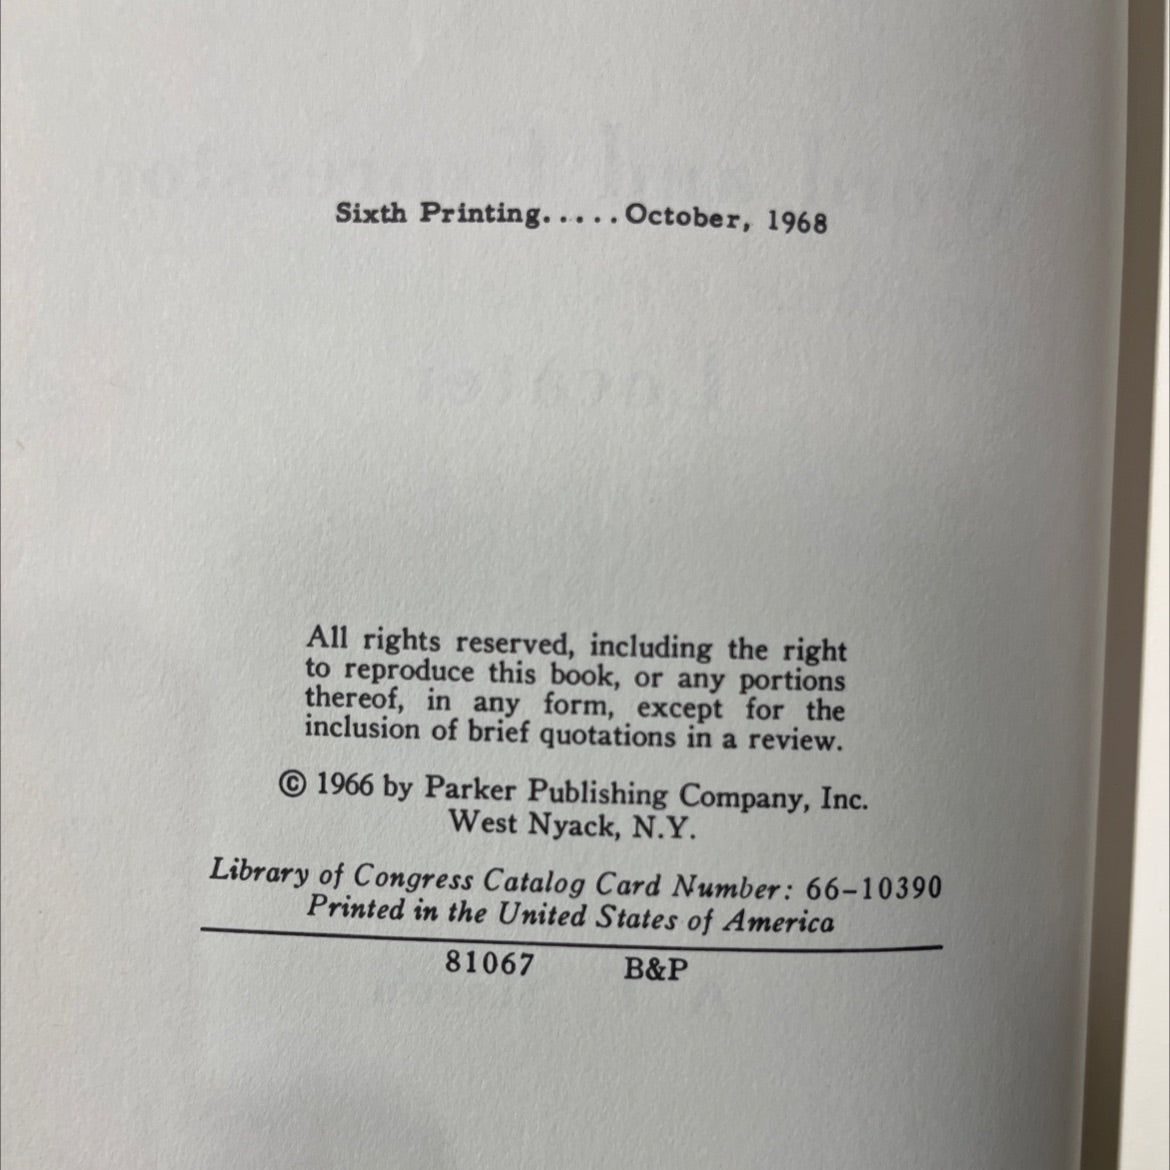 Sixth Printing.....October, 1968
All rights reserved, including the right
to reproduce this book, or any portions
thereof, in any form, except for the
inclusion of brief quotations in a review.
© 1966 by Parker Publishing Company, Inc.
West Nyack, N.Y.
Library of Congress Catalog Card Number: 66-10390
Printed in the United States of America
81067 B&P